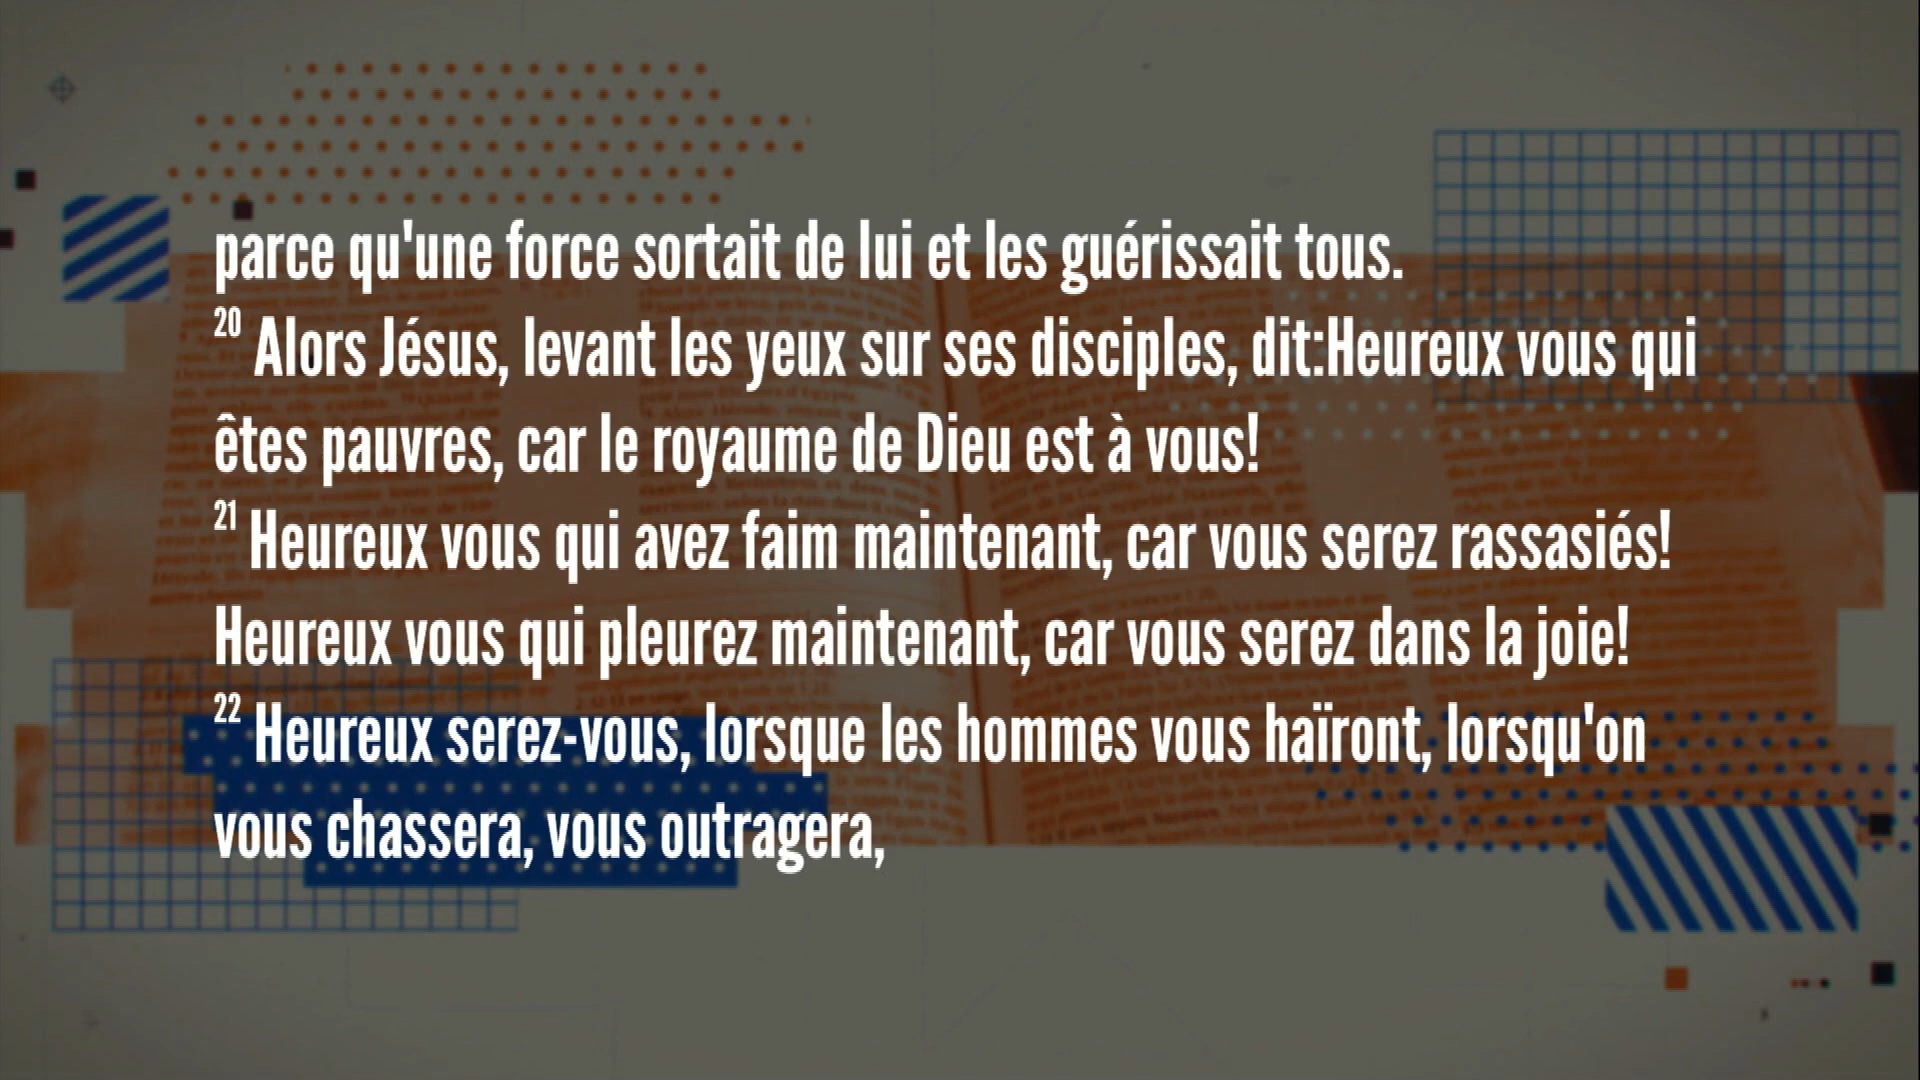 parce qu'une force sortait de lui et les guérissait tous.
20 Alors Jésus, levant les yeux sur ses disciples, dit:Heureux vous qui
êtes pauvres, car le royaume de Dieu est à vous!
21 Heureux vous qui avez faim maintenant, car vous serez rassasiés!
Heureux vous qui pleurez maintenant, car vous serez dans la joie!
22 Heureux serez-vous, lorsque les hommes vous haïront, lorsqu'on
vous chassera, vous outragera,